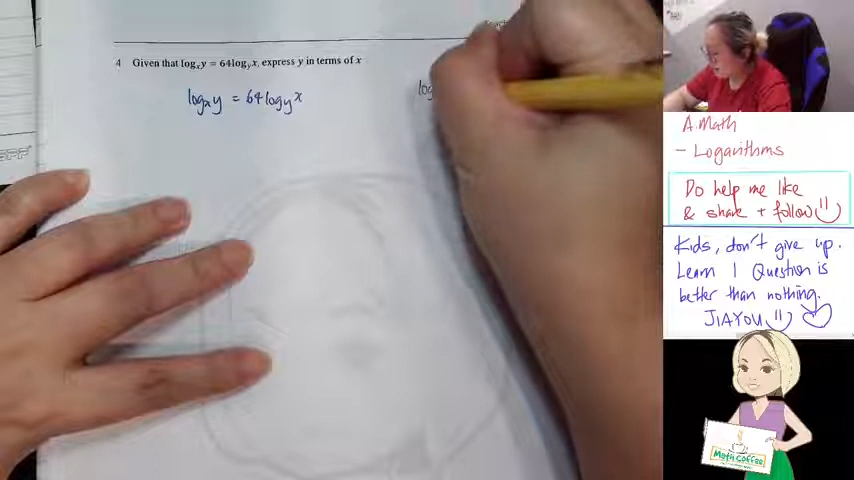 4 Given that logₓy = 64logᵧx, express y in terms of x
logₓy = 64logᵧx
log
A.Math
- Logarithms
Do help me like
& share + follow
Kids, don't give up.
Learn 1 Question is
better than nothing.
JIAYOU
Math Coffee